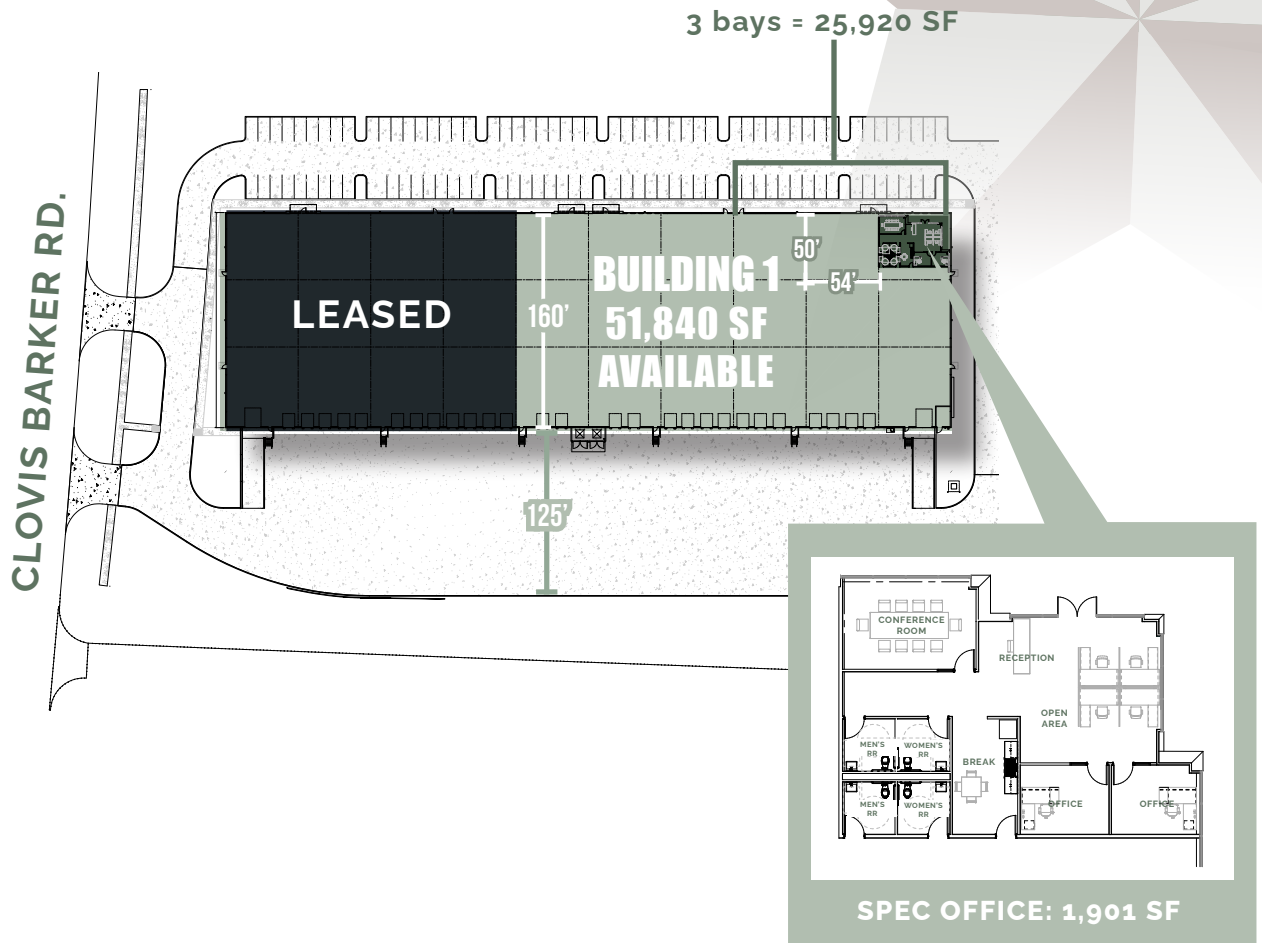 3 bays = 25,920 SF
CLOVIS BARKER RD.
LEASED
160'
BUILDING 1
51,840 SF
AVAILABLE
50'
54'
125'
CONFERENCE
ROOM
RECEPTION
OPEN
AREA
MEN'S
RR
WOMEN'S
RR
BREAK
MEN'S
RR
WOMEN'S
RR
OFFICE
OFFICE
SPEC OFFICE: 1,901 SF